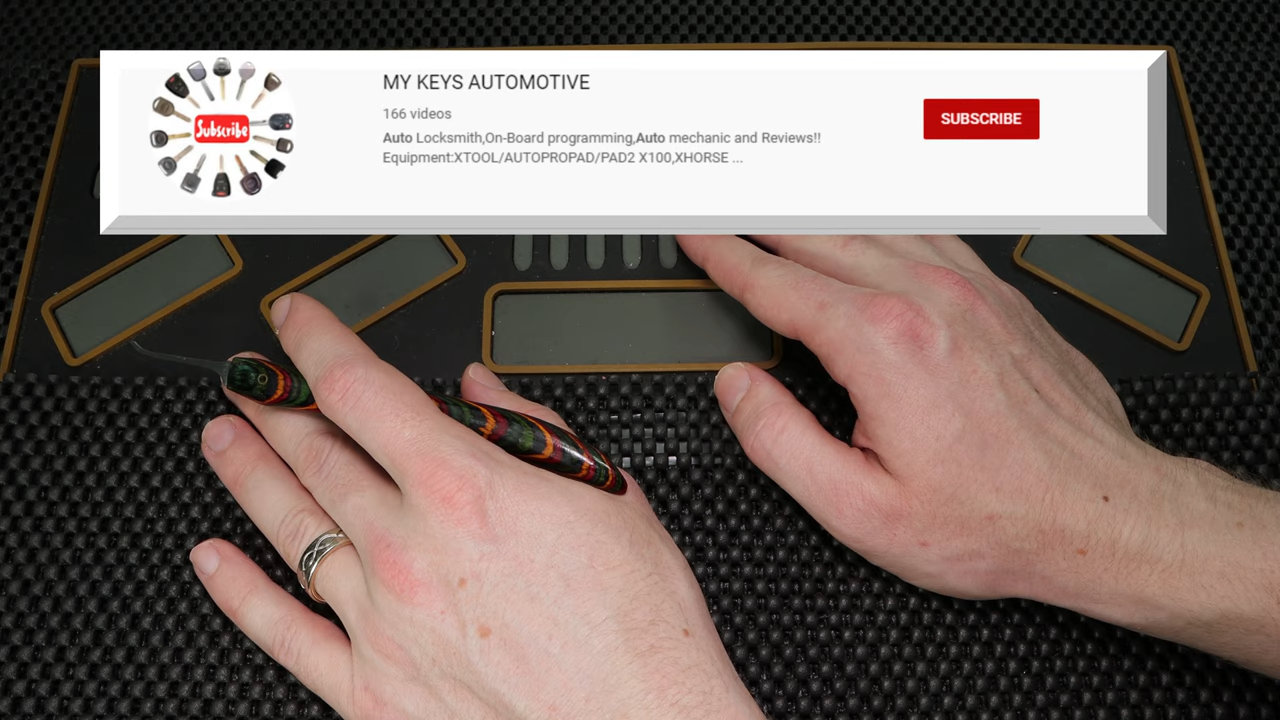 Subscribe
MY KEYS AUTOMOTIVE
166 videos
Auto Locksmith,On-Board programming,Auto mechanic and Reviews!!
Equipment:XTOOL/AUTOPROPAD/PAD2 X100,XHORSE ...
SUBSCRIBE